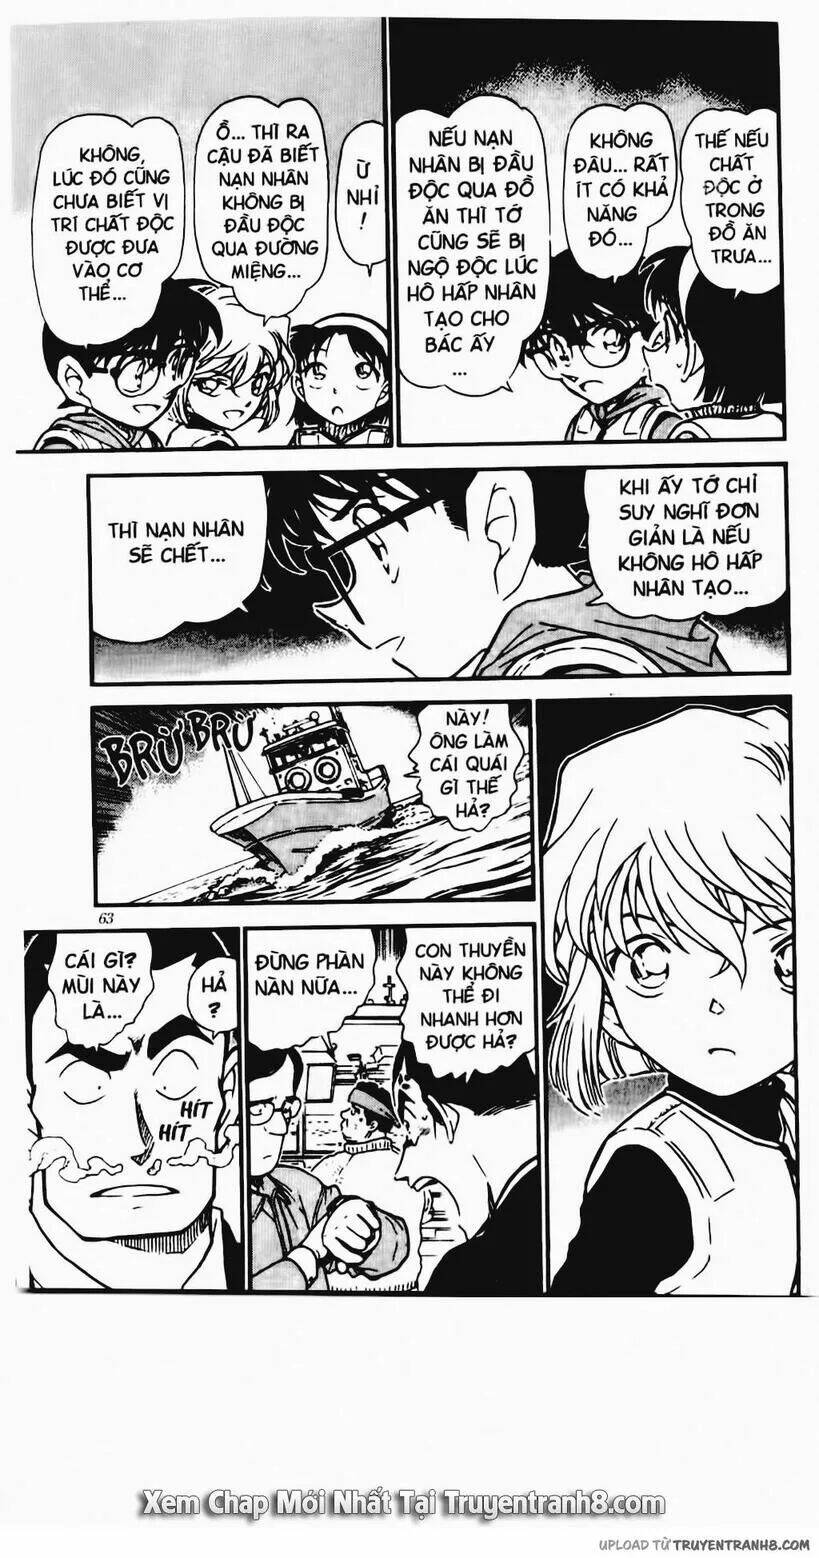 THẾ NẾU
CHẤT
ĐỘC Ở
TRONG
ĐỒ ĂN
TRƯA...
KHÔNG
ĐÂU... RẤT
ÍT CÓ KHẢ
NĂNG
ĐÓ...
NẾU NẠN
NHÂN BỊ ĐẦU
ĐỘC QUA ĐỒ
ĂN THÌ TỚ
CŨNG SẼ BỊ
NGỘ ĐỘC LÚC
HÔ HẤP NHÂN
TẠO CHO
BÁC ẤY
...
Ừ
NHỈ
!
Ồ... THÌ RA
CẬU ĐÃ BIẾT
NẠN NHÂN
KHÔNG BỊ
ĐẦU ĐỘC
QUA ĐƯỜNG
MIỆNG...
KHÔNG,
LÚC ĐÓ CŨNG
CHƯA BIẾT VỊ
TRÍ CHẤT ĐỘC
ĐƯỢC ĐƯA
VÀO CƠ
THỂ...
KHI ẤY TỚ CHỈ
SUY NGHĨ ĐƠN
GIẢN LÀ NẾU
KHÔNG HÔ HẤP
NHÂN TẠO...
THÌ NẠN NHÂN
SẼ CHẾT...
NÀY!
ÔNG LÀM
CÁI QUÁI
GÌ THẾ
HẢ?
BRỪ BRỪ
63
CON THUYỀN
NÀY KHÔNG
THỂ ĐI
NHANH HƠN
ĐƯỢC HẢ?
ĐỪNG PHÀN
NÀN NỮA...
HẢ
?
CÁI GÌ?
MÙI NÀY
LÀ...
HÍT
HÍT
Xem Chap Mới Nhất Tại Truyentranh8.com
UPLOAD TỪ TRUYENTRANH8.COM